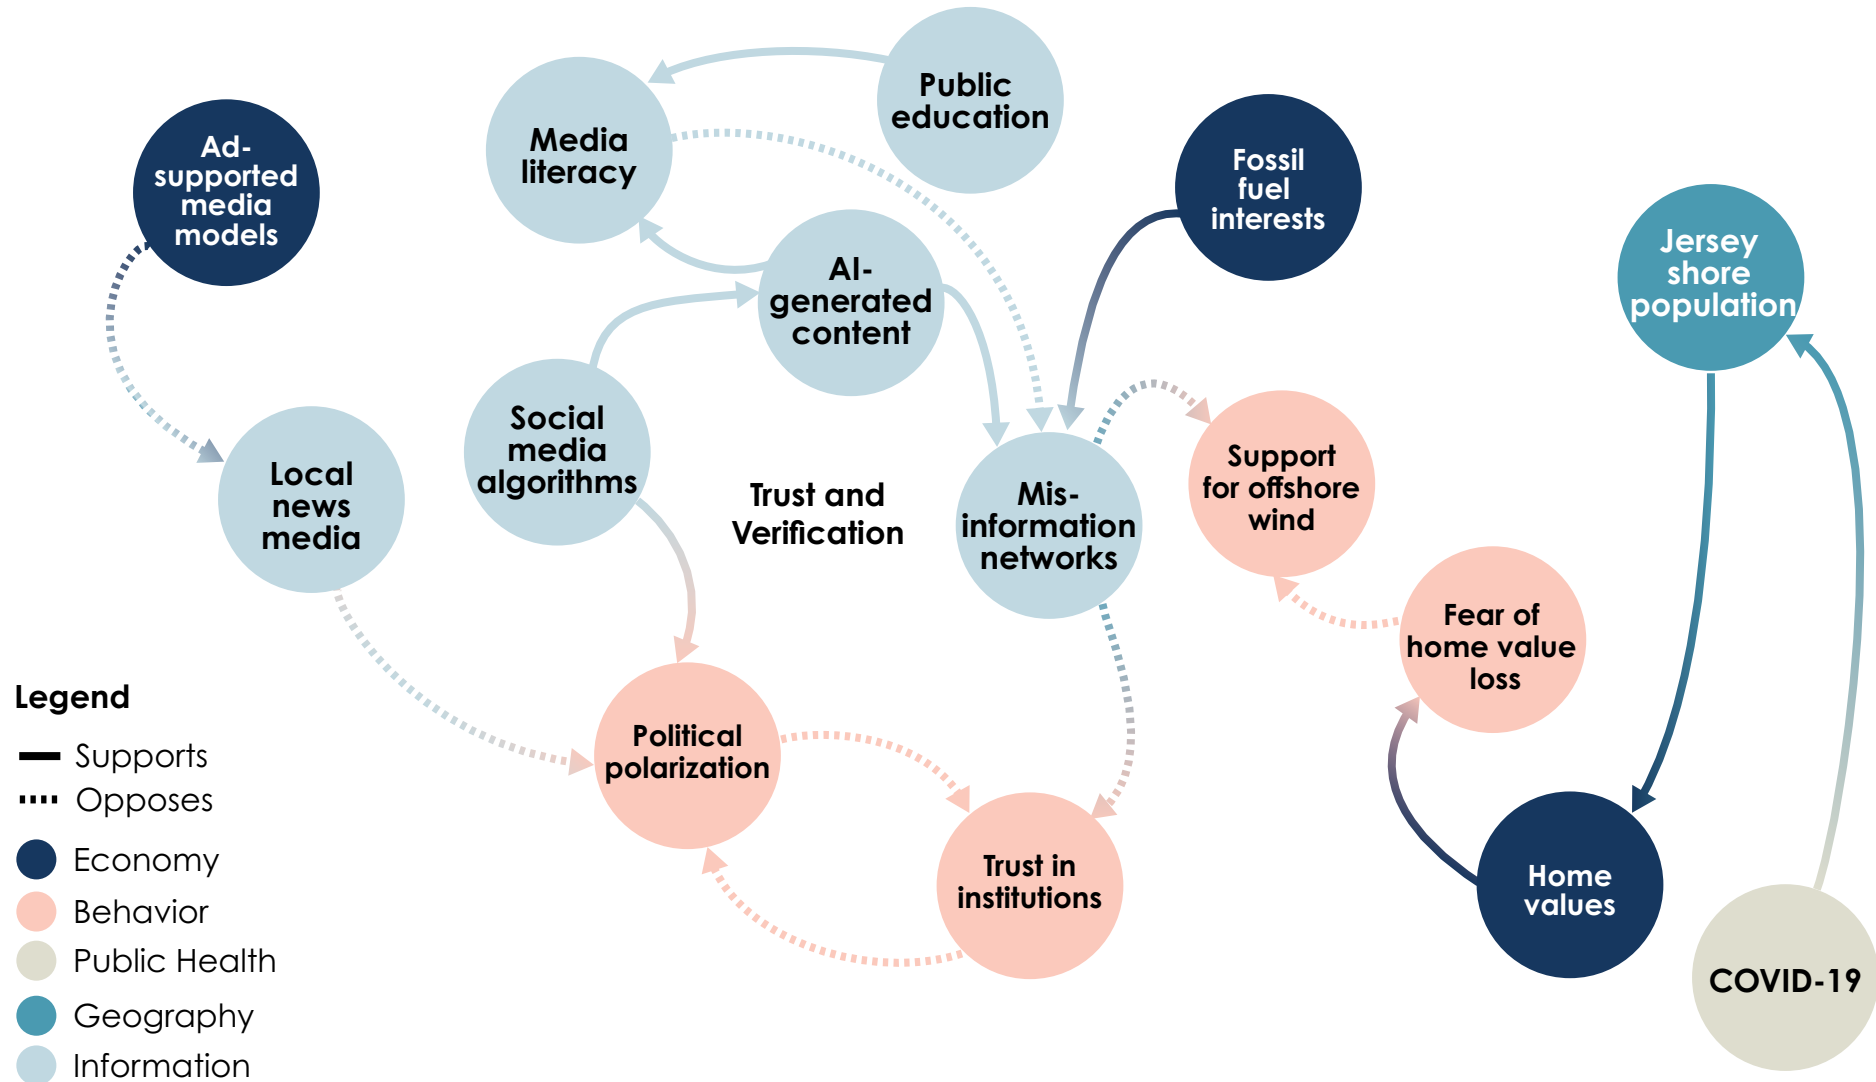 Public
education
Media
literacy
Ad-
supported
media
models
Fossil
fuel
interests
Jersey
shore
population
AI-
generated
content
Social
media
algorithms
Local
news
media
Trust and
Verification
Mis-
information
networks
Support
for offshore
wind
Fear of
home value
loss
Political
polarization
Trust in
institutions
Home
values
COVID-19
Legend
Supports
Opposes
Economy
Behavior
Public Health
Geography
Information